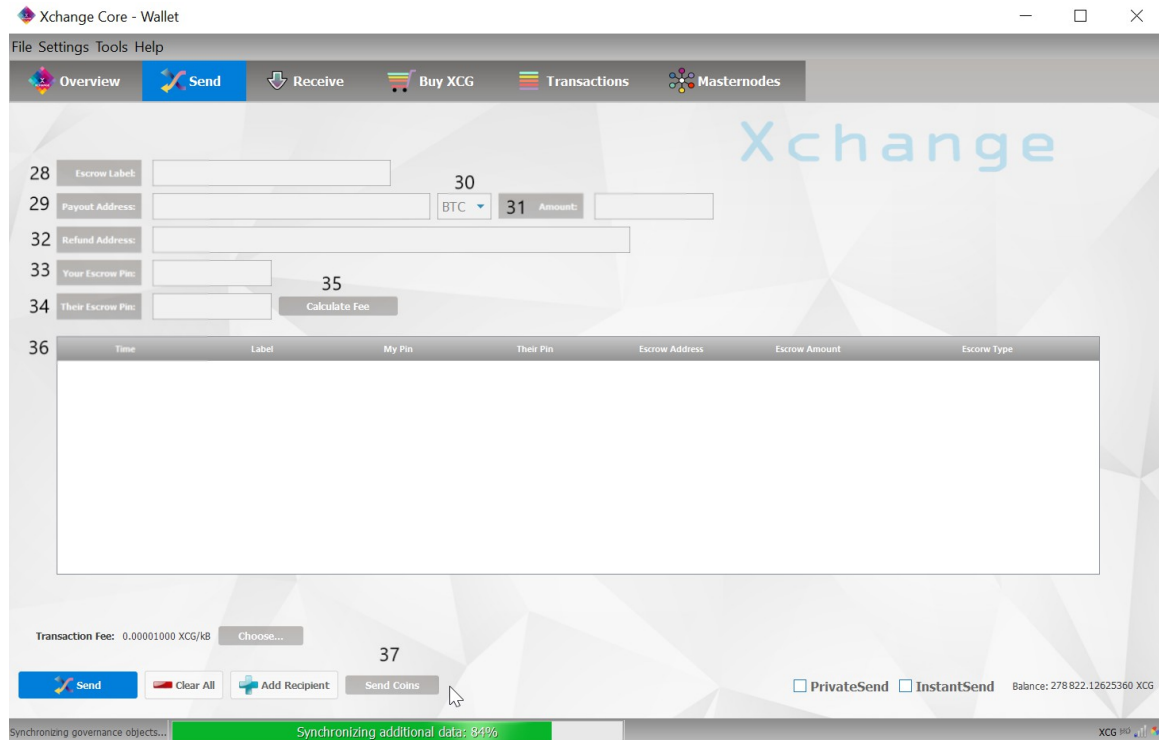 Xchange Core - Wallet
File Settings Tools Help
Overview Send Receive Buy XCG Transactions Masternodes
Xchange
28 Escrow Label:
30
29 Payout Address: BTC 31 Amount:
32 Refund Address:
33 Your Escrow Pin:
35
34 Their Escrow Pin: Calculate Fee
36 Time Label My Pin Their Pin Escrow Address Escrow Amount Escorw Type
Transaction Fee: 0.00001000 XCG/kB Choose...
37
Send Clear All Add Recipient Send Coins PrivateSend InstantSend Balance: 278 822.12625360 XCG
Synchronizing governance objects... Synchronizing additional data: 84% XCG